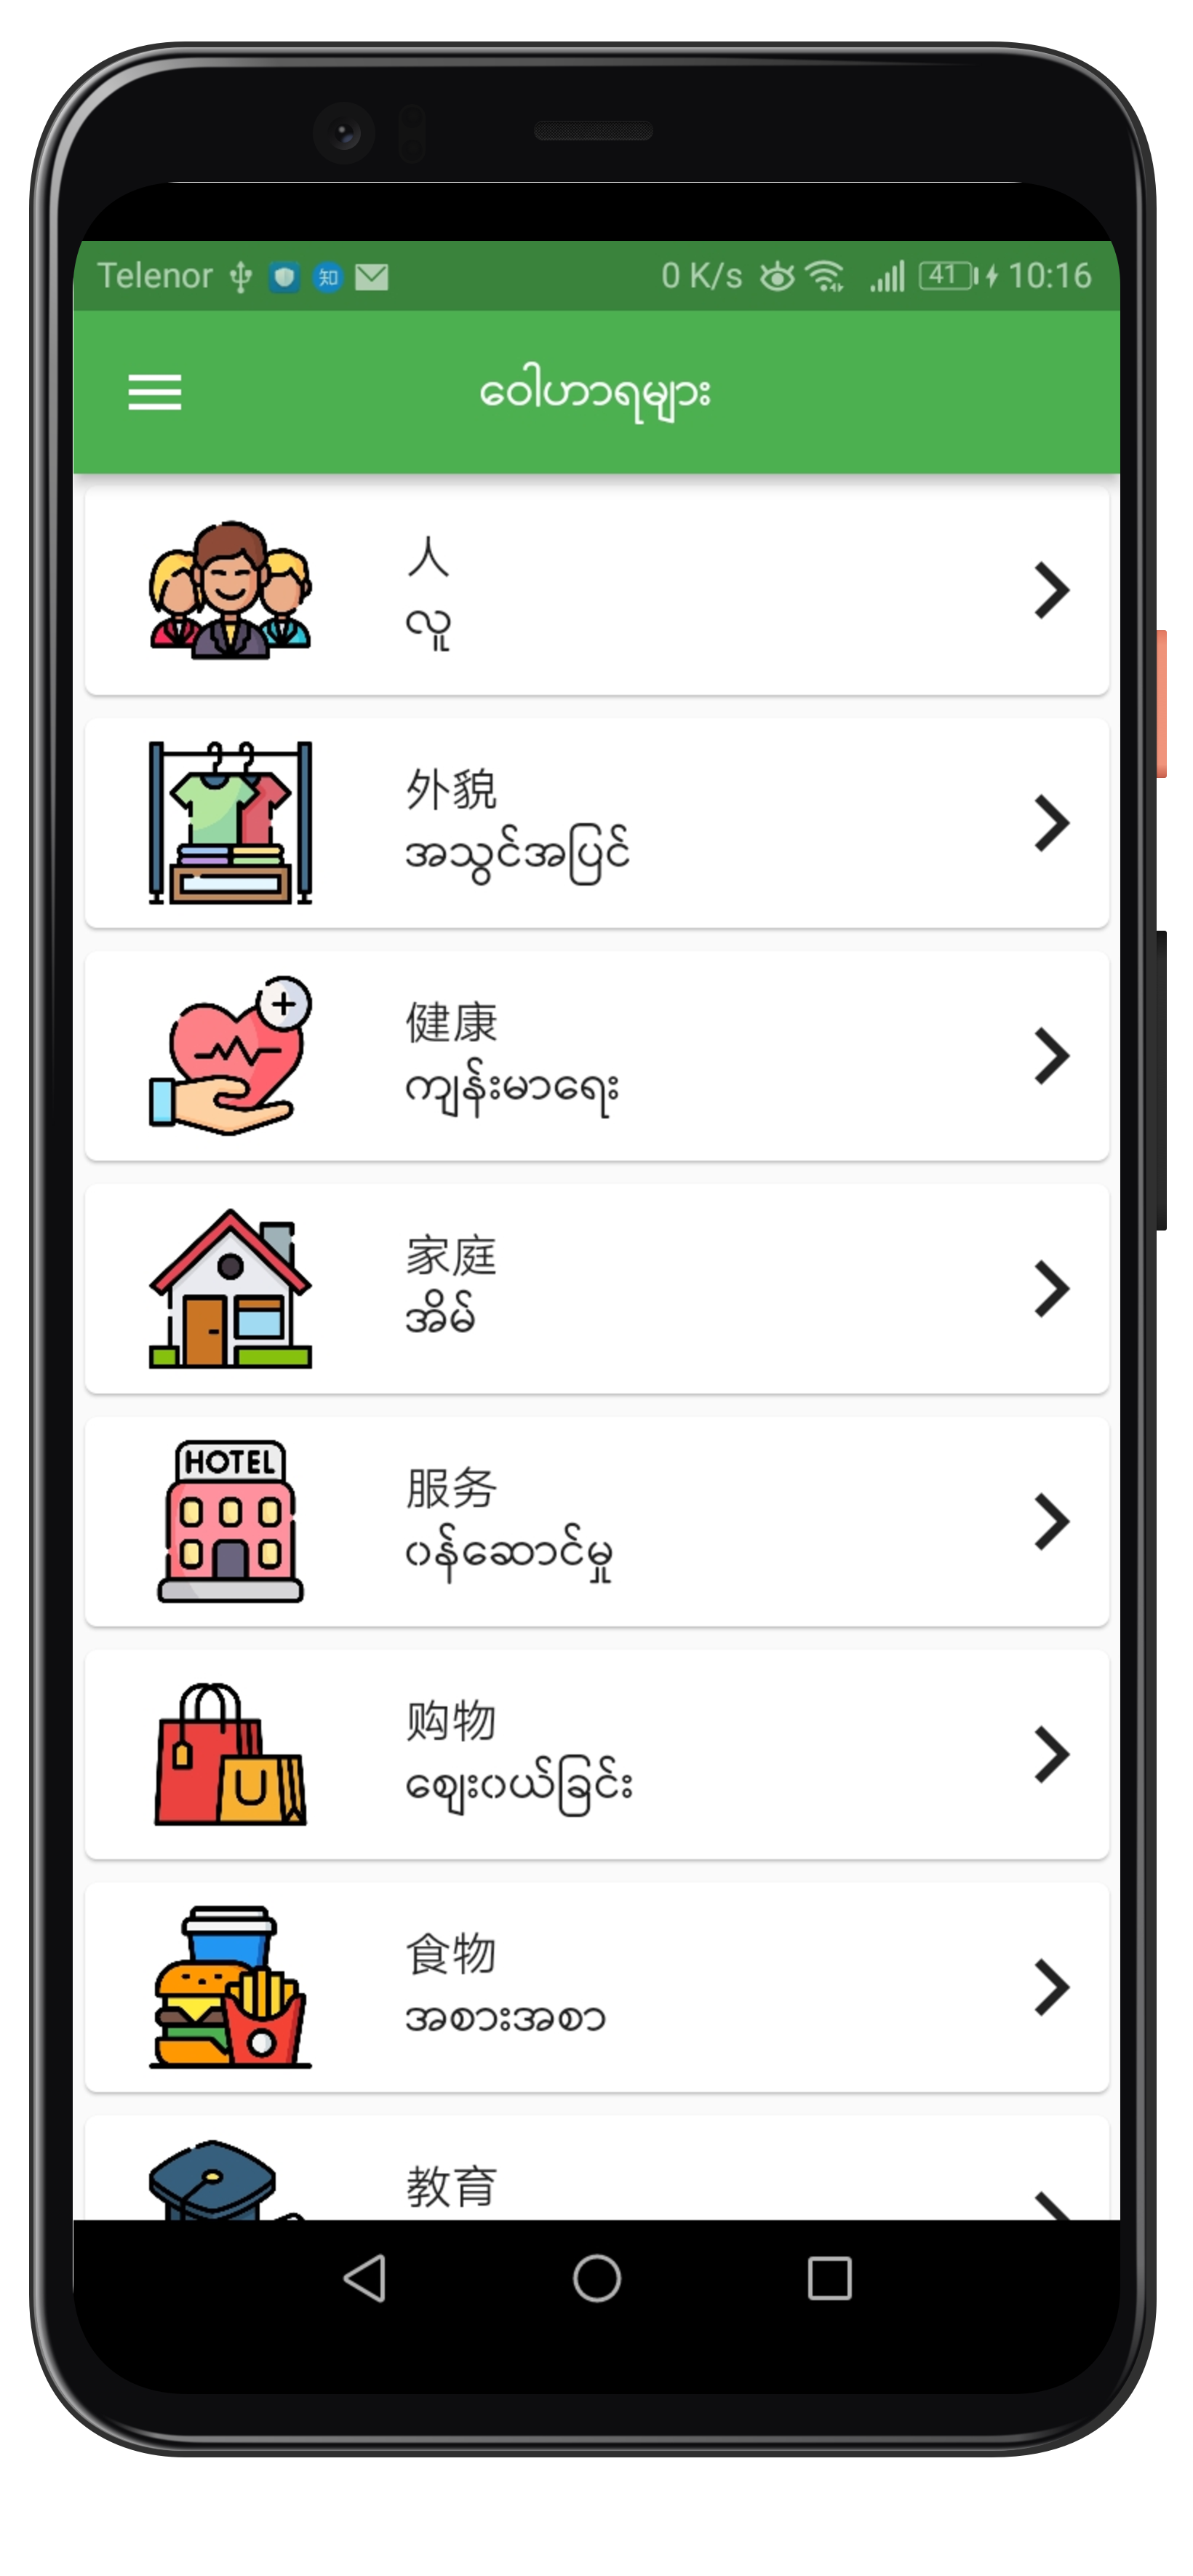 Telenor 知 0 K/s 41 10:16
ဝေါဟာရများ
人
လူ
外貌
အသွင်အပြင်
健康
ကျန်းမာရေး
家庭
အိမ်
HOTEL
服务
ဝန်ဆောင်မှု
购物
ဈေးဝယ်ခြင်း
食物
အစားအစာ
教育